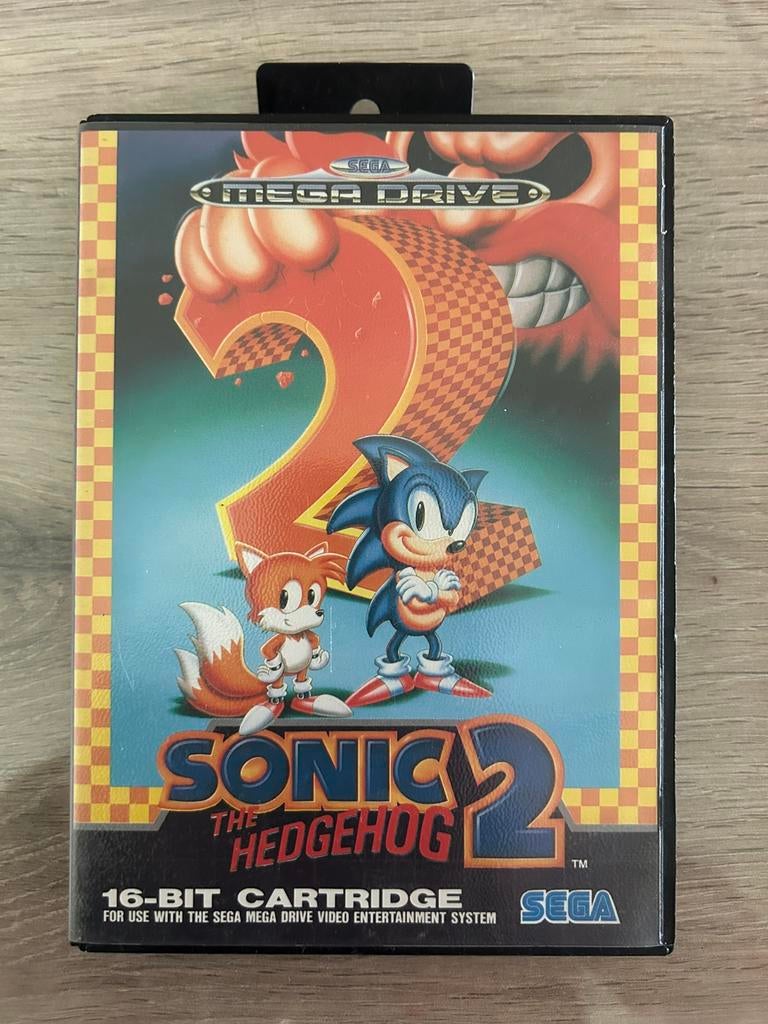 SEGA
MEGA DRIVE
2
SONIC 2
THE
HEDGEHOG
TM
16-BIT CARTRIDGE
FOR USE WITH THE SEGA MEGA DRIVE VIDEO ENTERTAINMENT SYSTEM
SEGA